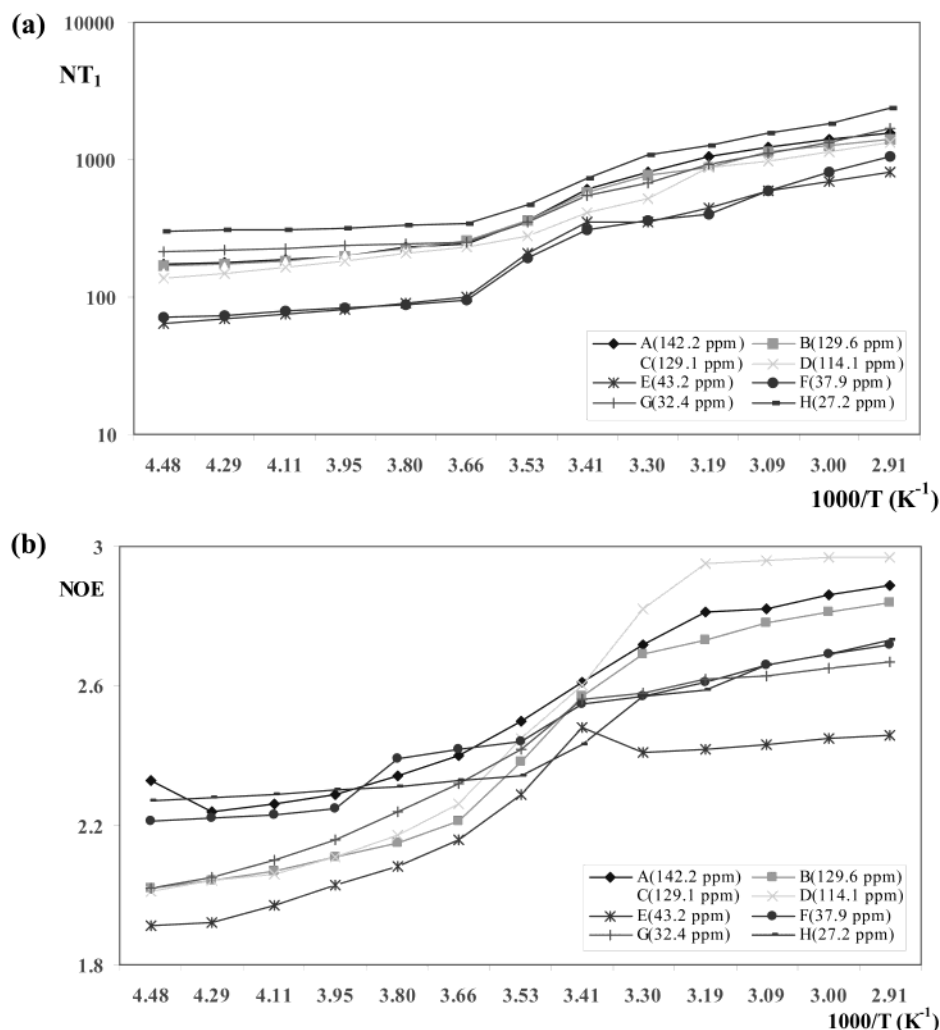 (a)
10000
NT1
1000
100
10
A(142.2 ppm) B(129.6 ppm)
C(129.1 ppm) D(114.1 ppm)
E(43.2 ppm) F(37.9 ppm)
G(32.4 ppm) H(27.2 ppm)
4.48 4.29 4.11 3.95 3.80 3.66 3.53 3.41 3.30 3.19 3.09 3.00 2.91
1000/T (K-1)
(b)
3
NOE
2.6
2.2
1.8
A(142.2 ppm) B(129.6 ppm)
C(129.1 ppm) D(114.1 ppm)
E(43.2 ppm) F(37.9 ppm)
G(32.4 ppm) H(27.2 ppm)
4.48 4.29 4.11 3.95 3.80 3.66 3.53 3.41 3.30 3.19 3.09 3.00 2.91
1000/T (K-1)